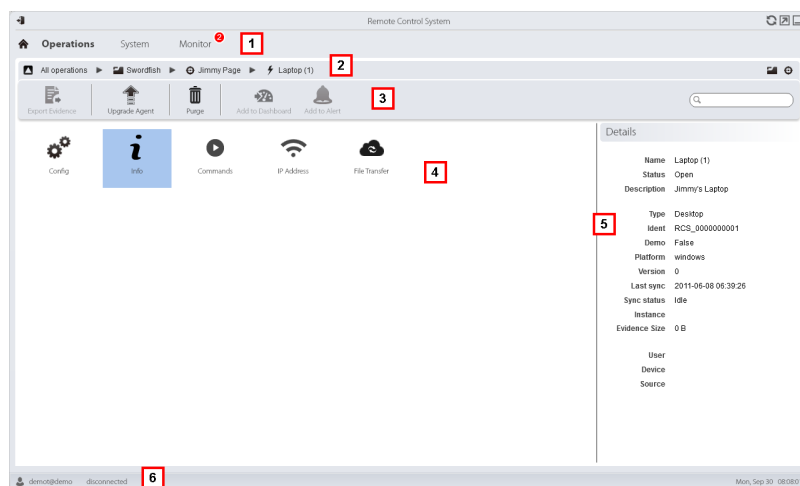 Remote Control System
Operations System Monitor 2 1
All operations Swordfish Jimmy Page Laptop (1) 2
Export Evidence Upgrade Agent Purge Add to Dashboard Add to Alert 3
Config Info Commands IP Address File Transfer 4
Details
Name Laptop (1)
Status Open
Description Jimmy's Laptop
Type Desktop
5
Ident RCS_0000000001
Demo False
Platform windows
Version 0
Last sync 2011-06-08 06:39:26
Sync status Idle
Instance
Evidence Size 0 B
User
Device
Source
demot@demo disconnected 6
Mon, Sep 30